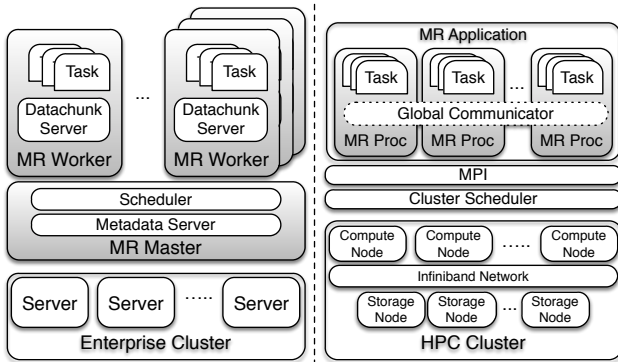 Task
Datachunk
Server
MR Worker
...
Task
Datachunk
Server
MR Worker
Scheduler
Metadata Server
MR Master
Server
Server
.....
Server
Enterprise Cluster
MR Application
Task
Task
...
Task
Global Communicator
MR Proc
MR Proc
MR Proc
MPI
Cluster Scheduler
Compute
Node
Compute
Node
.....
Compute
Node
Infiniband Network
Storage
Node
Storage
Node
...
Storage
Node
HPC Cluster